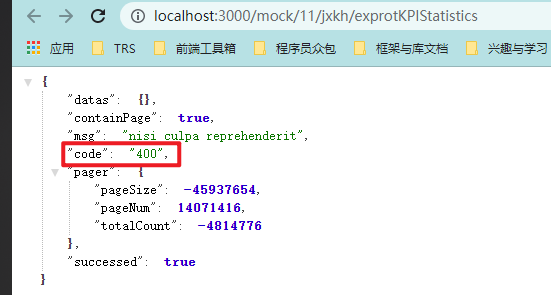 localhost:3000/mock/11/jxkh/exprotKPIStatistics
应用 TRS 前端工具箱 程序员众包 框架与库文档 兴趣与学习
{
"datas": {},
"containPage": true,
"msg": "nisi culpa reprehenderit",
"code": "400",
"pager": {
"pageSize": -45937654,
"pageNum": 14071416,
"totalCount": -4814776
},
"successed": true
}